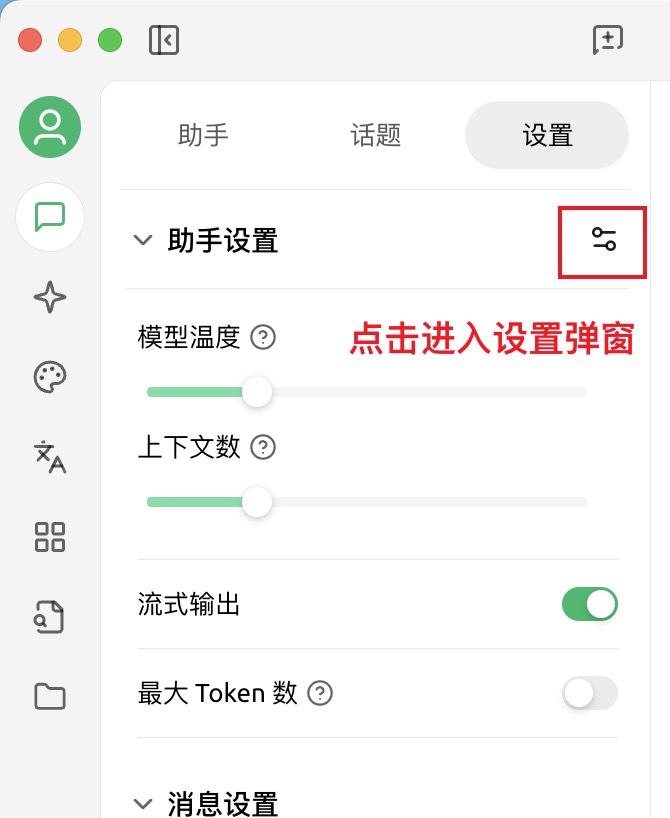 助手
话题
设置
助手设置
模型温度
点击进入设置弹窗
上下文数
流式输出
最大 Token 数
消息设置